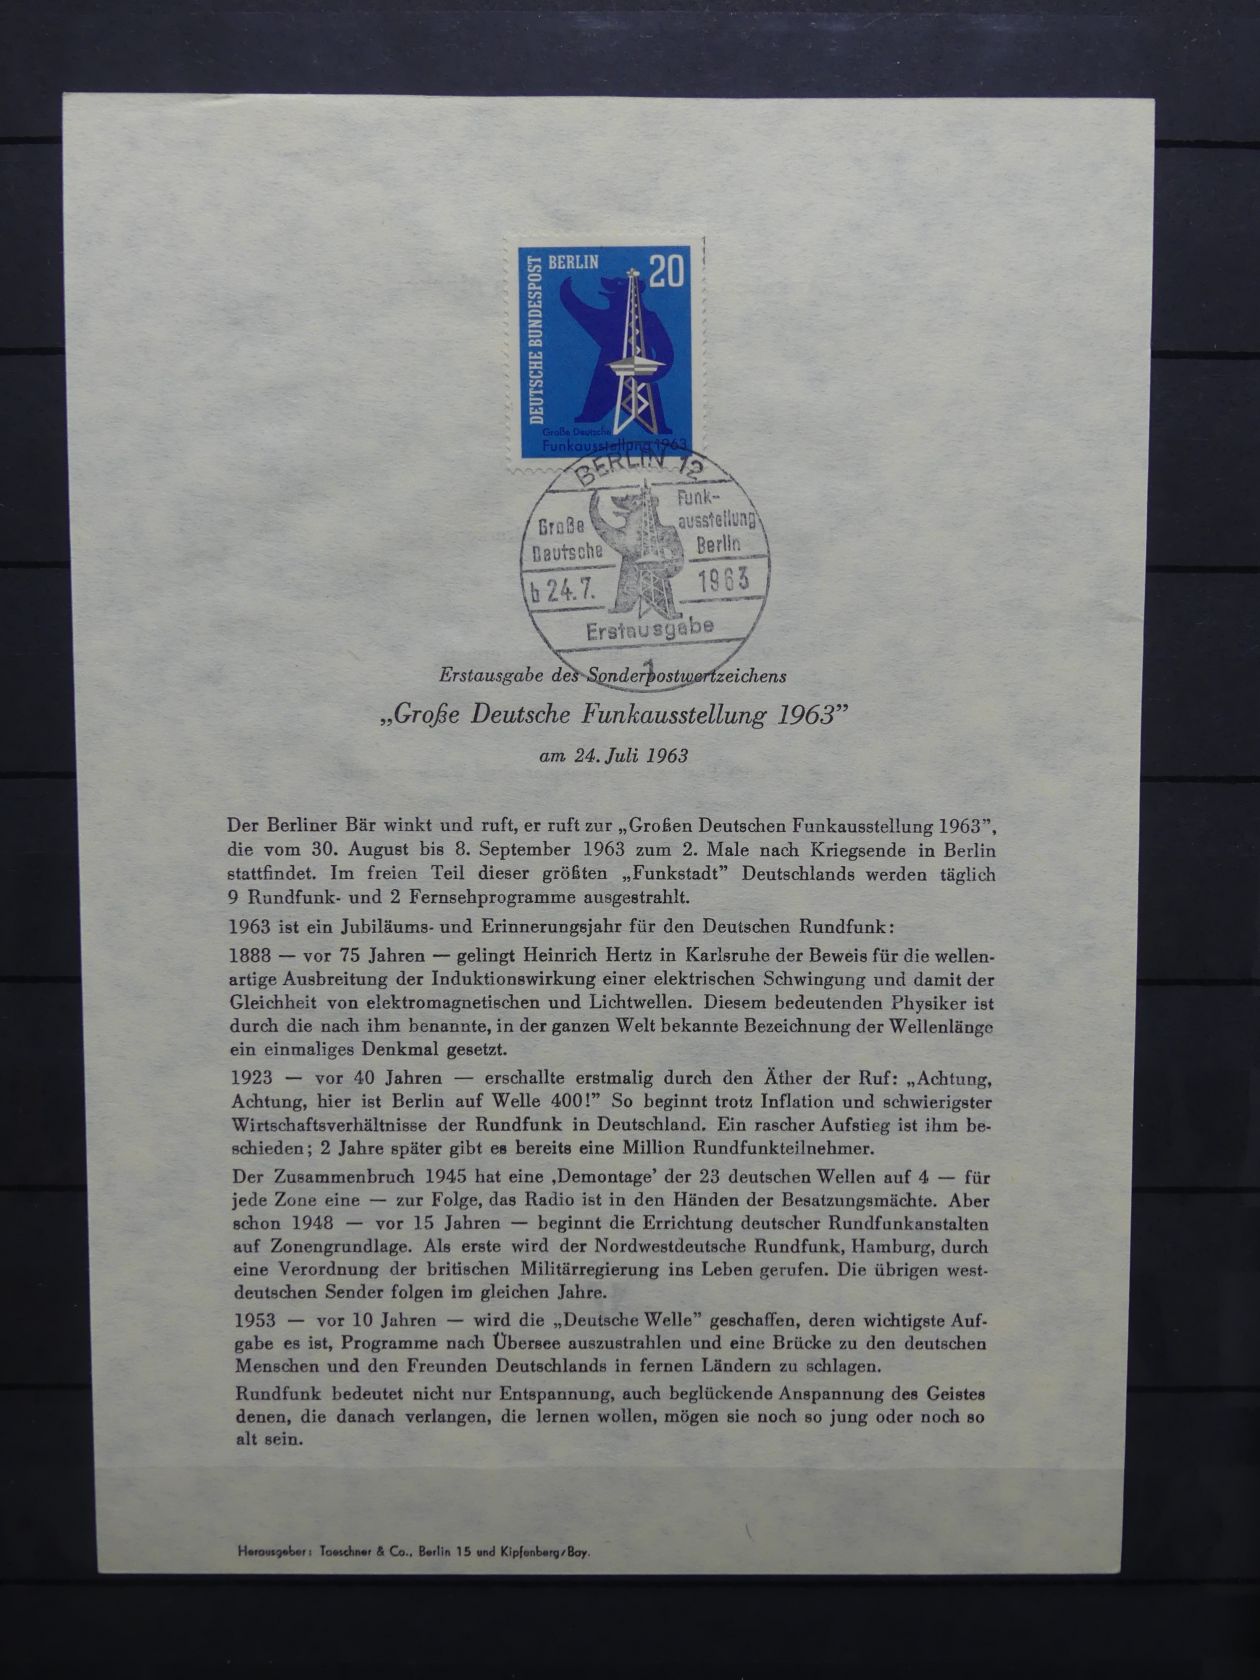 DEUTSCHE BUNDESPOST
BERLIN
20
Große Deutsche
Funkausstellung 1963
BERLIN 12
Große
Deutsche
Funk-
ausstellung
Berlin
b 24.7.
1963
Erstausgabe
1
Erstausgabe des Sonderpostwertzeichens
„Große Deutsche Funkausstellung 1963”
am 24. Juli 1963
Der Berliner Bär winkt und ruft, er ruft zur „Großen Deutschen Funkausstellung 1963”,
die vom 30. August bis 8. September 1963 zum 2. Male nach Kriegsende in Berlin
stattfindet. Im freien Teil dieser größten „Funkstadt” Deutschlands werden täglich
9 Rundfunk- und 2 Fernsehprogramme ausgestrahlt.
1963 ist ein Jubiläums- und Erinnerungsjahr für den Deutschen Rundfunk:
1888 — vor 75 Jahren — gelingt Heinrich Hertz in Karlsruhe der Beweis für die wellen-
artige Ausbreitung der Induktionswirkung einer elektrischen Schwingung und damit der
Gleichheit von elektromagnetischen und Lichtwellen. Diesem bedeutenden Physiker ist
durch die nach ihm benannte, in der ganzen Welt bekannte Bezeichnung der Wellenlänge
ein einmaliges Denkmal gesetzt.
1923 — vor 40 Jahren — erschallte erstmalig durch den Äther der Ruf: „Achtung,
Achtung, hier ist Berlin auf Welle 400!” So beginnt trotz Inflation und schwierigster
Wirtschaftsverhältnisse der Rundfunk in Deutschland. Ein rascher Aufstieg ist ihm be-
schieden; 2 Jahre später gibt es bereits eine Million Rundfunkteilnehmer.
Der Zusammenbruch 1945 hat eine ‚Demontage’ der 23 deutschen Wellen auf 4 — für
jede Zone eine — zur Folge, das Radio ist in den Händen der Besatzungsmächte. Aber
schon 1948 — vor 15 Jahren — beginnt die Errichtung deutscher Rundfunkanstalten
auf Zonengrundlage. Als erste wird der Nordwestdeutsche Rundfunk, Hamburg, durch
eine Verordnung der britischen Militärregierung ins Leben gerufen. Die übrigen west-
deutschen Sender folgen im gleichen Jahre.
1953 — vor 10 Jahren — wird die „Deutsche Welle” geschaffen, deren wichtigste Auf-
gabe es ist, Programme nach Übersee auszustrahlen und eine Brücke zu den deutschen
Menschen und den Freunden Deutschlands in fernen Ländern zu schlagen.
Rundfunk bedeutet nicht nur Entspannung, auch beglückende Anspannung des Geistes
denen, die danach verlangen, die lernen wollen, mögen sie noch so jung oder noch so
alt sein.
Herausgeber: Taeschner & Co., Berlin 15 und Kipfenberg/Bay.